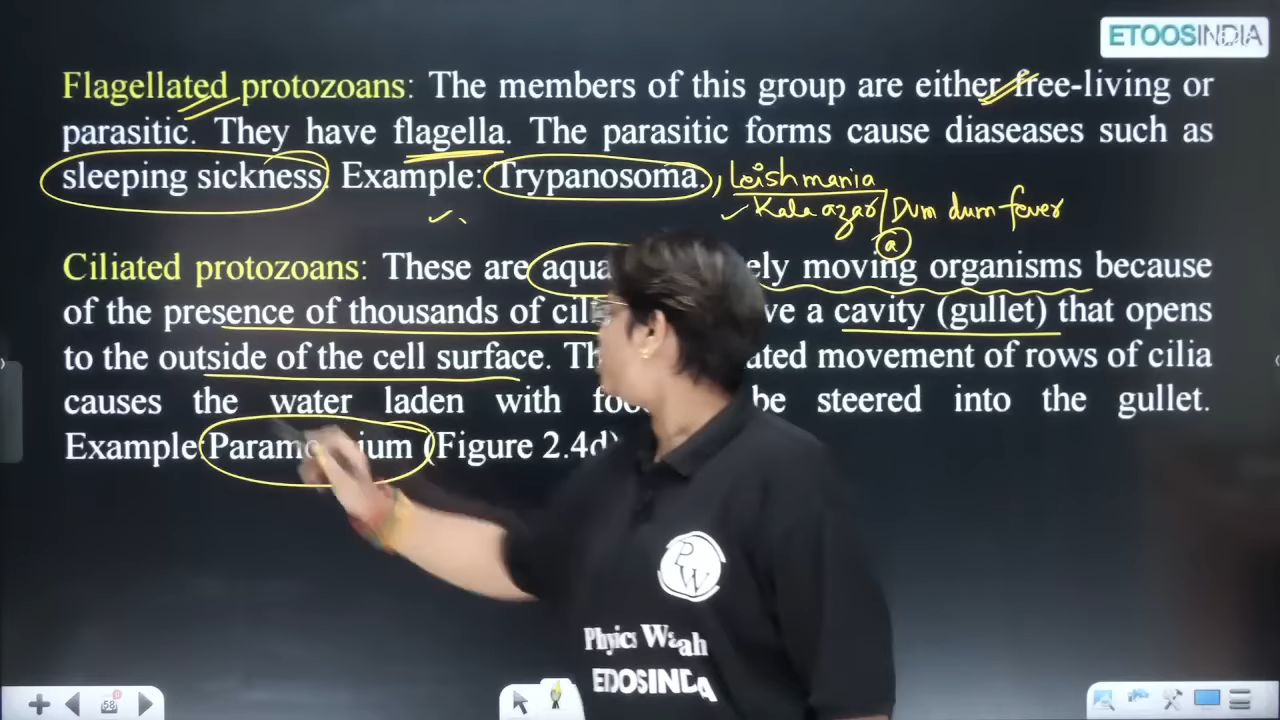 ETOOSINDIA
Flagellated protozoans: The members of this group are either free-living or
parasitic. They have flagella. The parasitic forms cause diaseases such as
sleeping sickness. Example: Trypanosoma. , Leishmania
Kala azar/Dum dum fever
a
Ciliated protozoans: These are aqua ely moving organisms because
of the presence of thousands of cili ve a cavity (gullet) that opens
to the outside of the cell surface. Th ated movement of rows of cilia
causes the water laden with foo be steered into the gullet.
Example: Param ium (Figure 2.4d)
PW
Physics Wallah
ETOOSINDIA
58